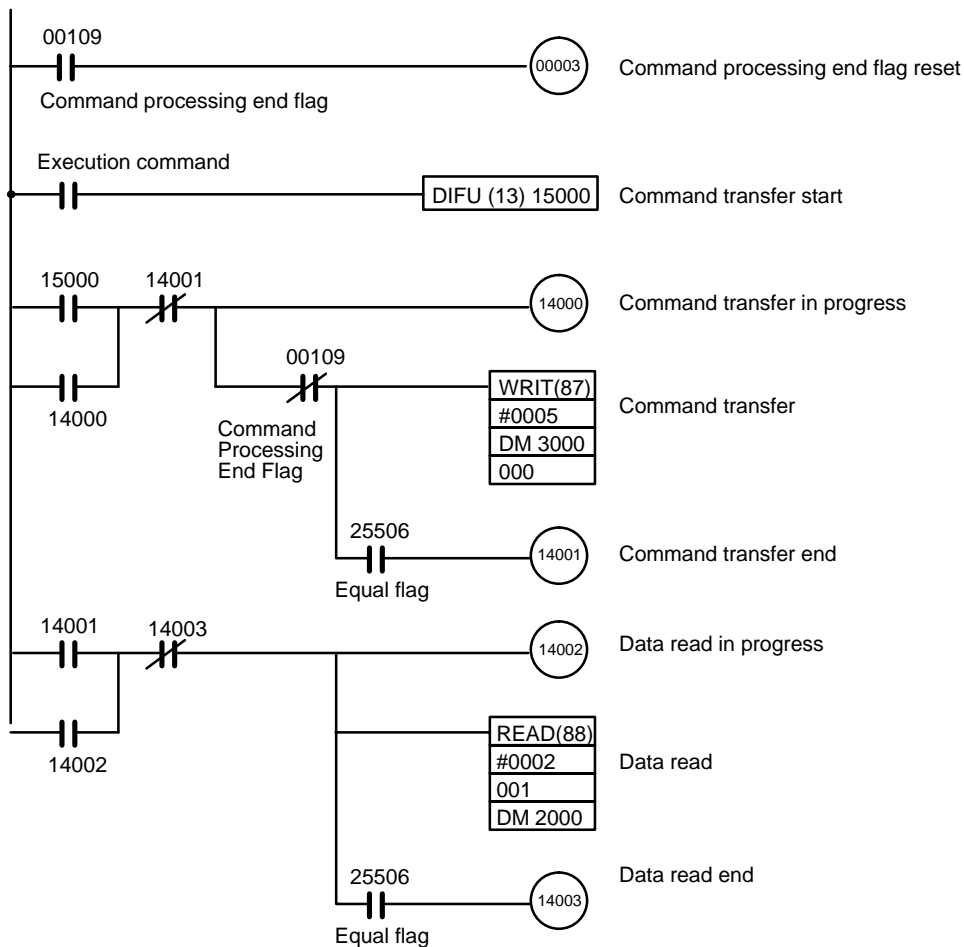 00109
00003
Command processing end flag reset
Command processing end flag
Execution command
DIFU (13) 15000
Command transfer start
15000
14001
14000
Command transfer in progress
14000
00109
Command
Processing
End Flag
WRIT(87)
#0005
DM 3000
000
Command transfer
25506
14001
Command transfer end
Equal flag
14001
14003
14002
Data read in progress
14002
READ(88)
#0002
001
DM 2000
Data read
25506
14003
Data read end
Equal flag